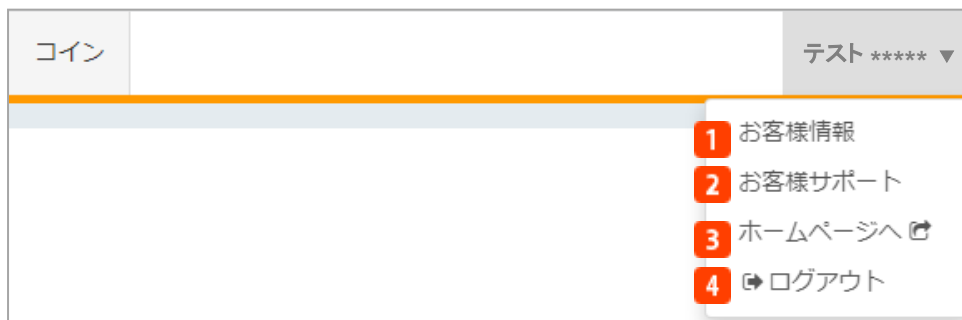 コイン
テスト ***** ▼
1 お客様情報
2 お客様サポート
3 ホームページへ
4 ログアウト